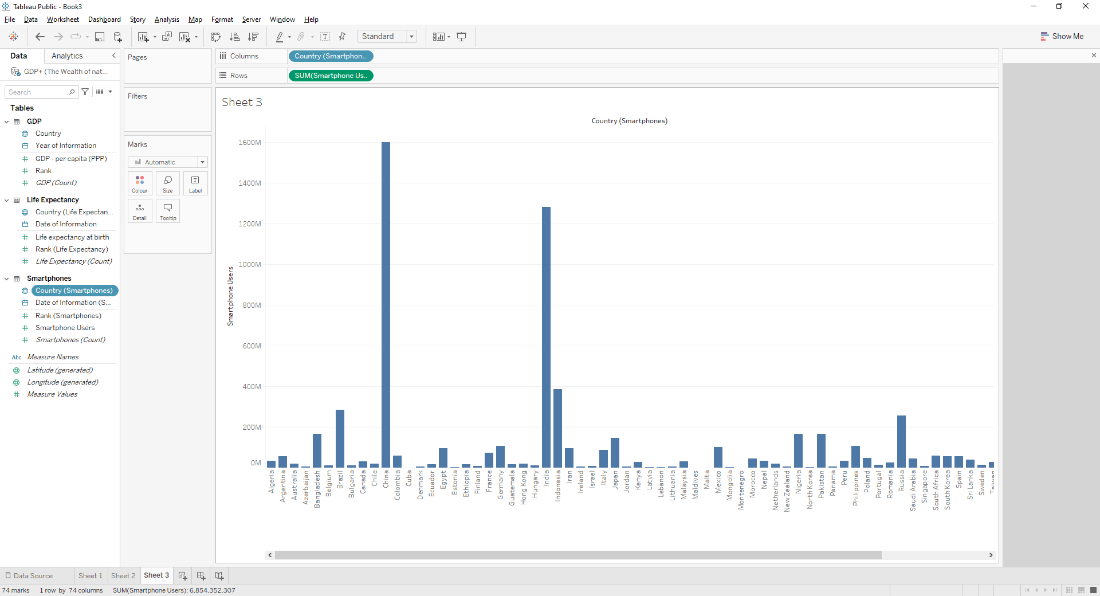 Tableau Public - Book3
File Data Worksheet Dashboard Story Analysis Map Format Server Window Help
Standard
Show Me
Data Analytics
GDP+ (The Wealth of nat...
Search
Tables
GDP
Country
Year of Information
GDP - per capita (PPP)
Rank
GDP (Count)
Life Expectancy
Country (Life Expectan...
Date of Information
Life expectancy at birth
Rank (Life Expectancy)
Life Expectancy (Count)
Smartphones
Country (Smartphones)
Date of Information (S...
Rank (Smartphones)
Smartphone Users
Smartphones (Count)
Abc Measure Names
Latitude (generated)
Longitude (generated)
Measure Values
Pages
Filters
Marks
Automatic
Colour Size Label
Detail Tooltip
Columns Country (Smartphon..
Rows SUM(Smartphone Us..
Sheet 3
Country (Smartphones)
Smartphone Users
1600M
1400M
1200M
1000M
800M
600M
400M
200M
0M
Algeria
Argentina
Australia
Azerbaijan
Bangladesh
Belgium
Brazil
Bulgaria
Canada
Chile
China
Colombia
Cuba
Denmark
Ecuador
Egypt
Estonia
Ethiopia
Finland
France
Germany
Guatemala
Hong Kong
Hungary
India
Indonesia
Iran
Ireland
Israel
Italy
Japan
Jordan
Kenya
Latvia
Lebanon
Lithuania
Malaysia
Maldives
Malta
Mexico
Mongolia
Montenegro
Morocco
Nepal
Netherlands
New Zealand
Nigeria
North Korea
Pakistan
Panama
Peru
Philippines
Poland
Portugal
Romania
Russia
Saudi Arabia
Singapore
South Africa
South Korea
Spain
Sri Lanka
Sweden
Taiwan
Data Source Sheet 1 Sheet 2 Sheet 3
74 marks 1 row by 74 columns SUM(Smartphone Users): 6,854,352,307